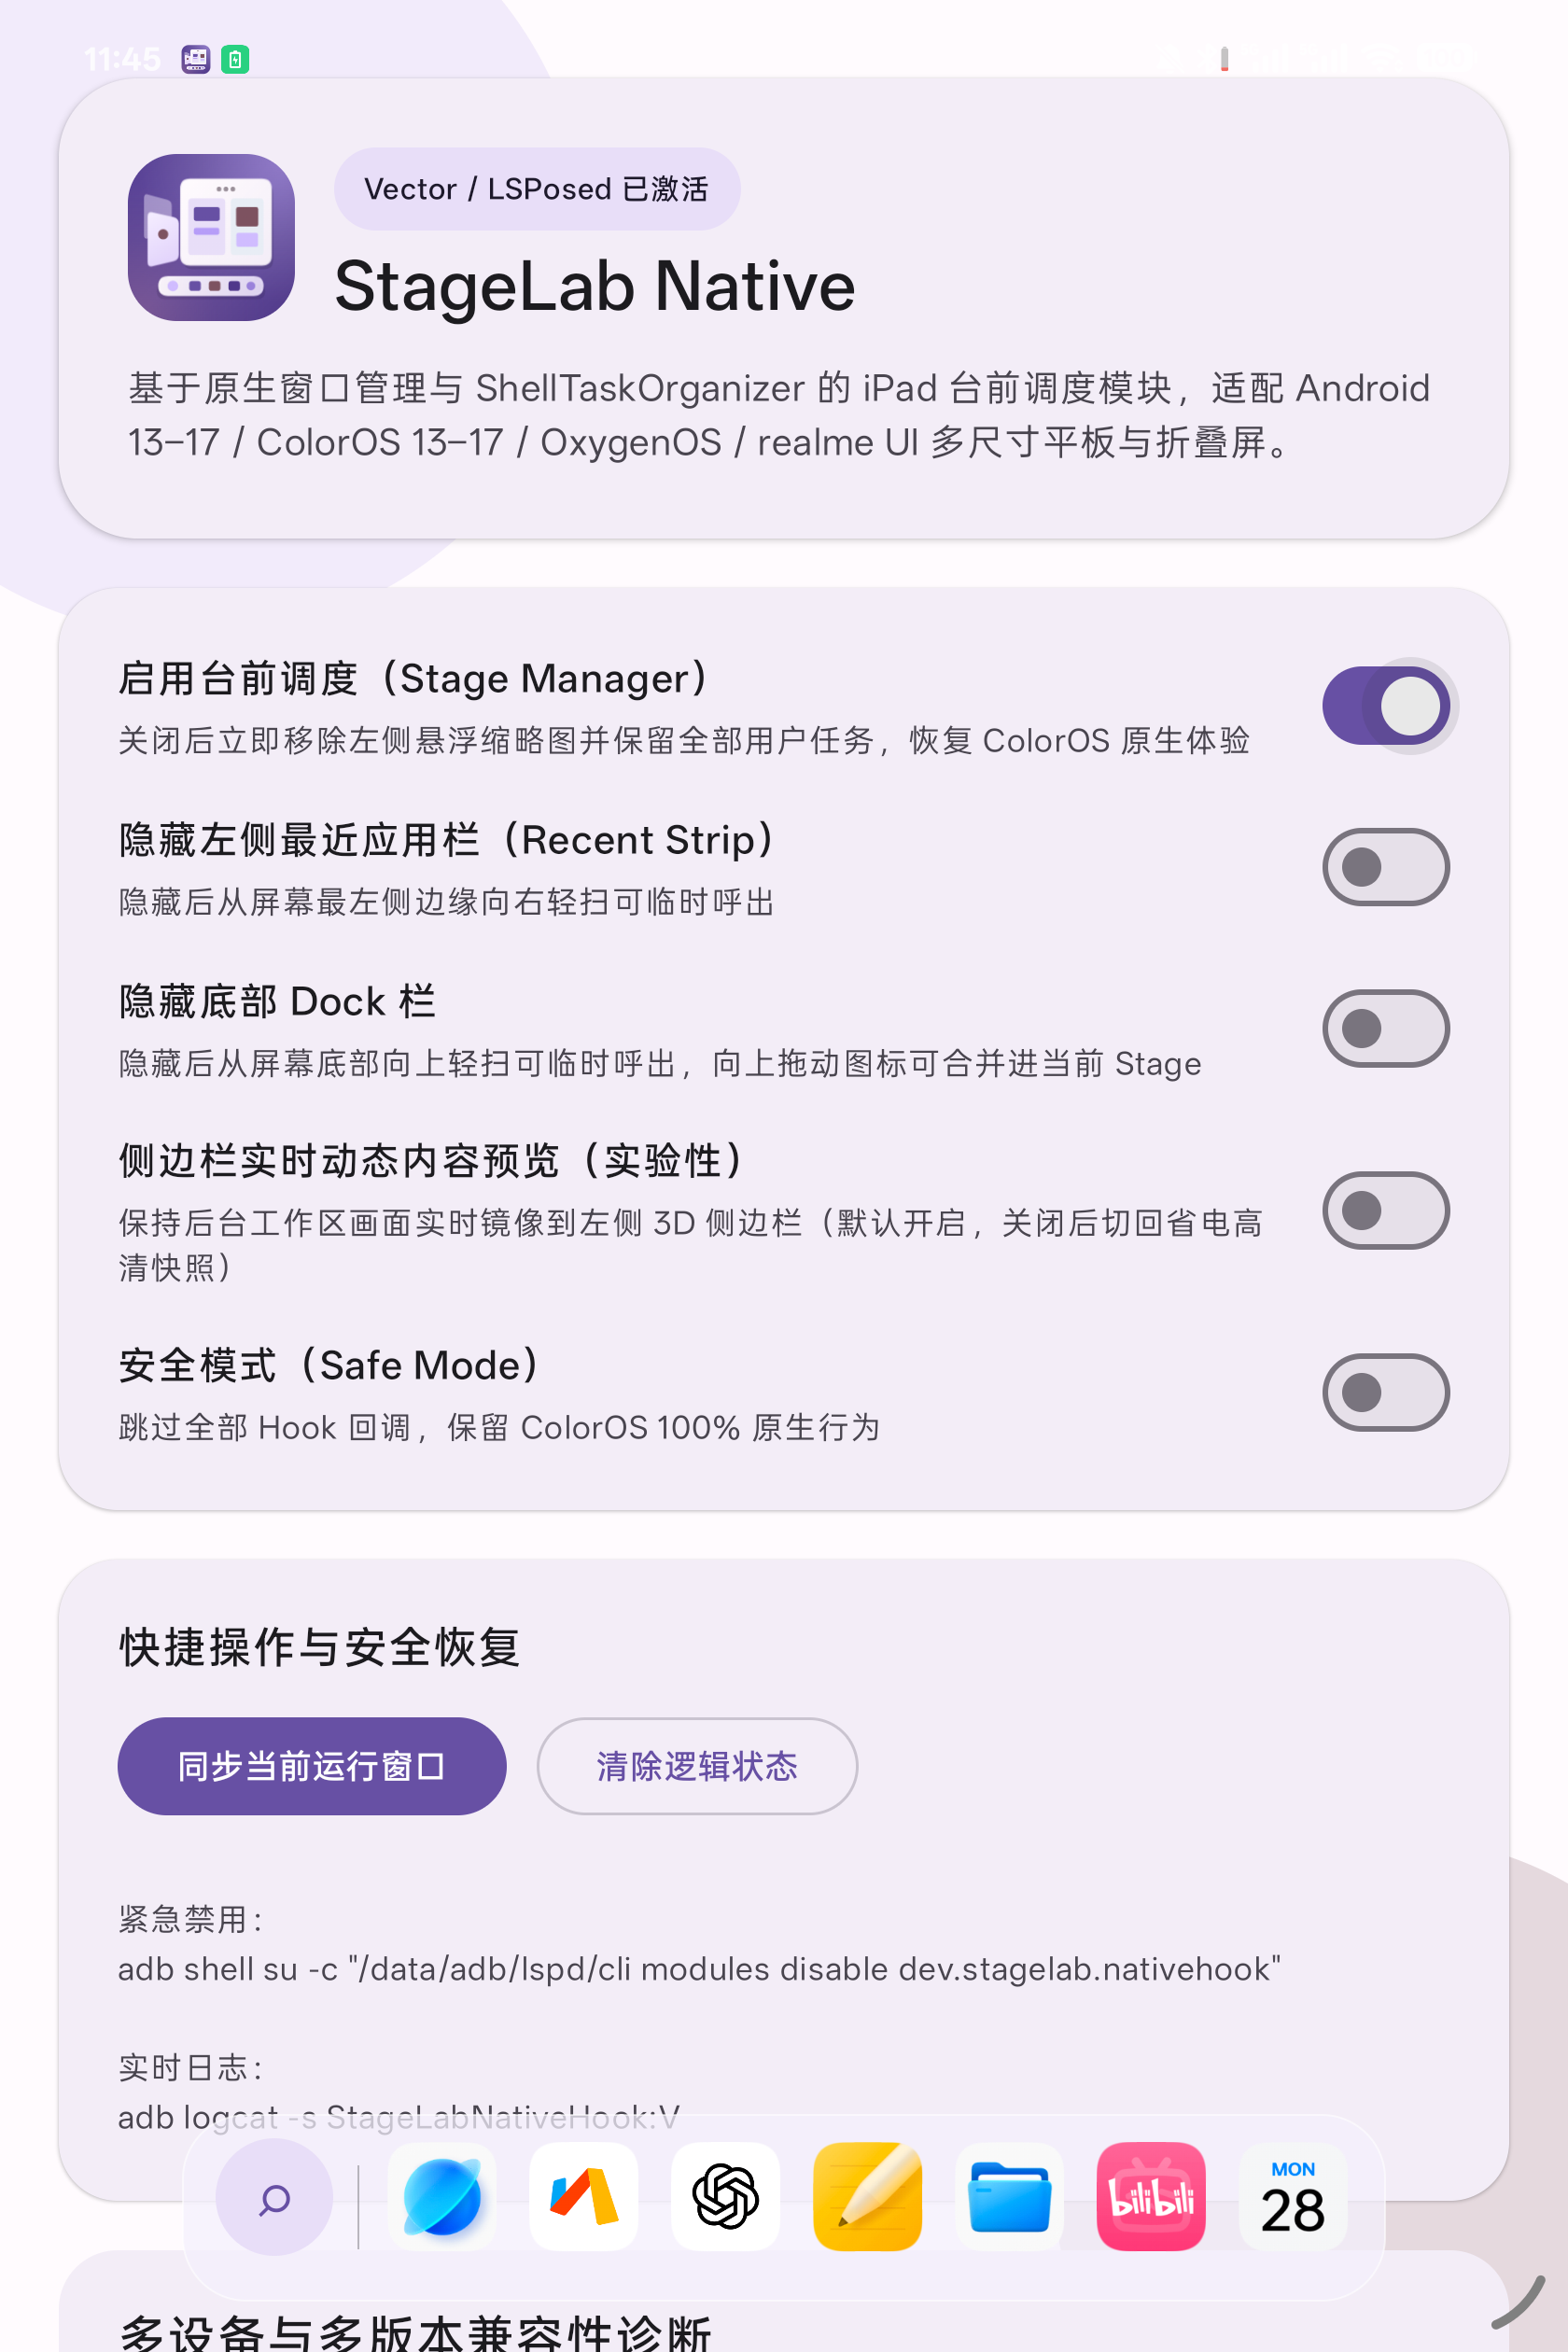 11:45
Vector / LSPosed 已激活
StageLab Native
基于原生窗口管理与 ShellTaskOrganizer 的 iPad 台前调度模块，适配 Android
13–17 / ColorOS 13–17 / OxygenOS / realme UI 多尺寸平板与折叠屏。
启用台前调度（Stage Manager）
关闭后立即移除左侧悬浮缩略图并保留全部用户任务，恢复 ColorOS 原生体验
隐藏左侧最近应用栏（Recent Strip）
隐藏后从屏幕最左侧边缘向右轻扫可临时呼出
隐藏底部 Dock 栏
隐藏后从屏幕底部向上轻扫可临时呼出，向上拖动图标可合并进当前 Stage
侧边栏实时动态内容预览（实验性）
保持后台工作区画面实时镜像到左侧 3D 侧边栏（默认开启，关闭后切回省电高
清快照）
安全模式（Safe Mode）
跳过全部 Hook 回调，保留 ColorOS 100% 原生行为
快捷操作与安全恢复
同步当前运行窗口
清除逻辑状态
紧急禁用：
adb shell su -c "/data/adb/lspd/cli modules disable dev.stagelab.nativehook"
实时日志：
adb logcat -s StageLabNativeHook:V
bilibili
MON
28
多设备与多版本兼容性诊断